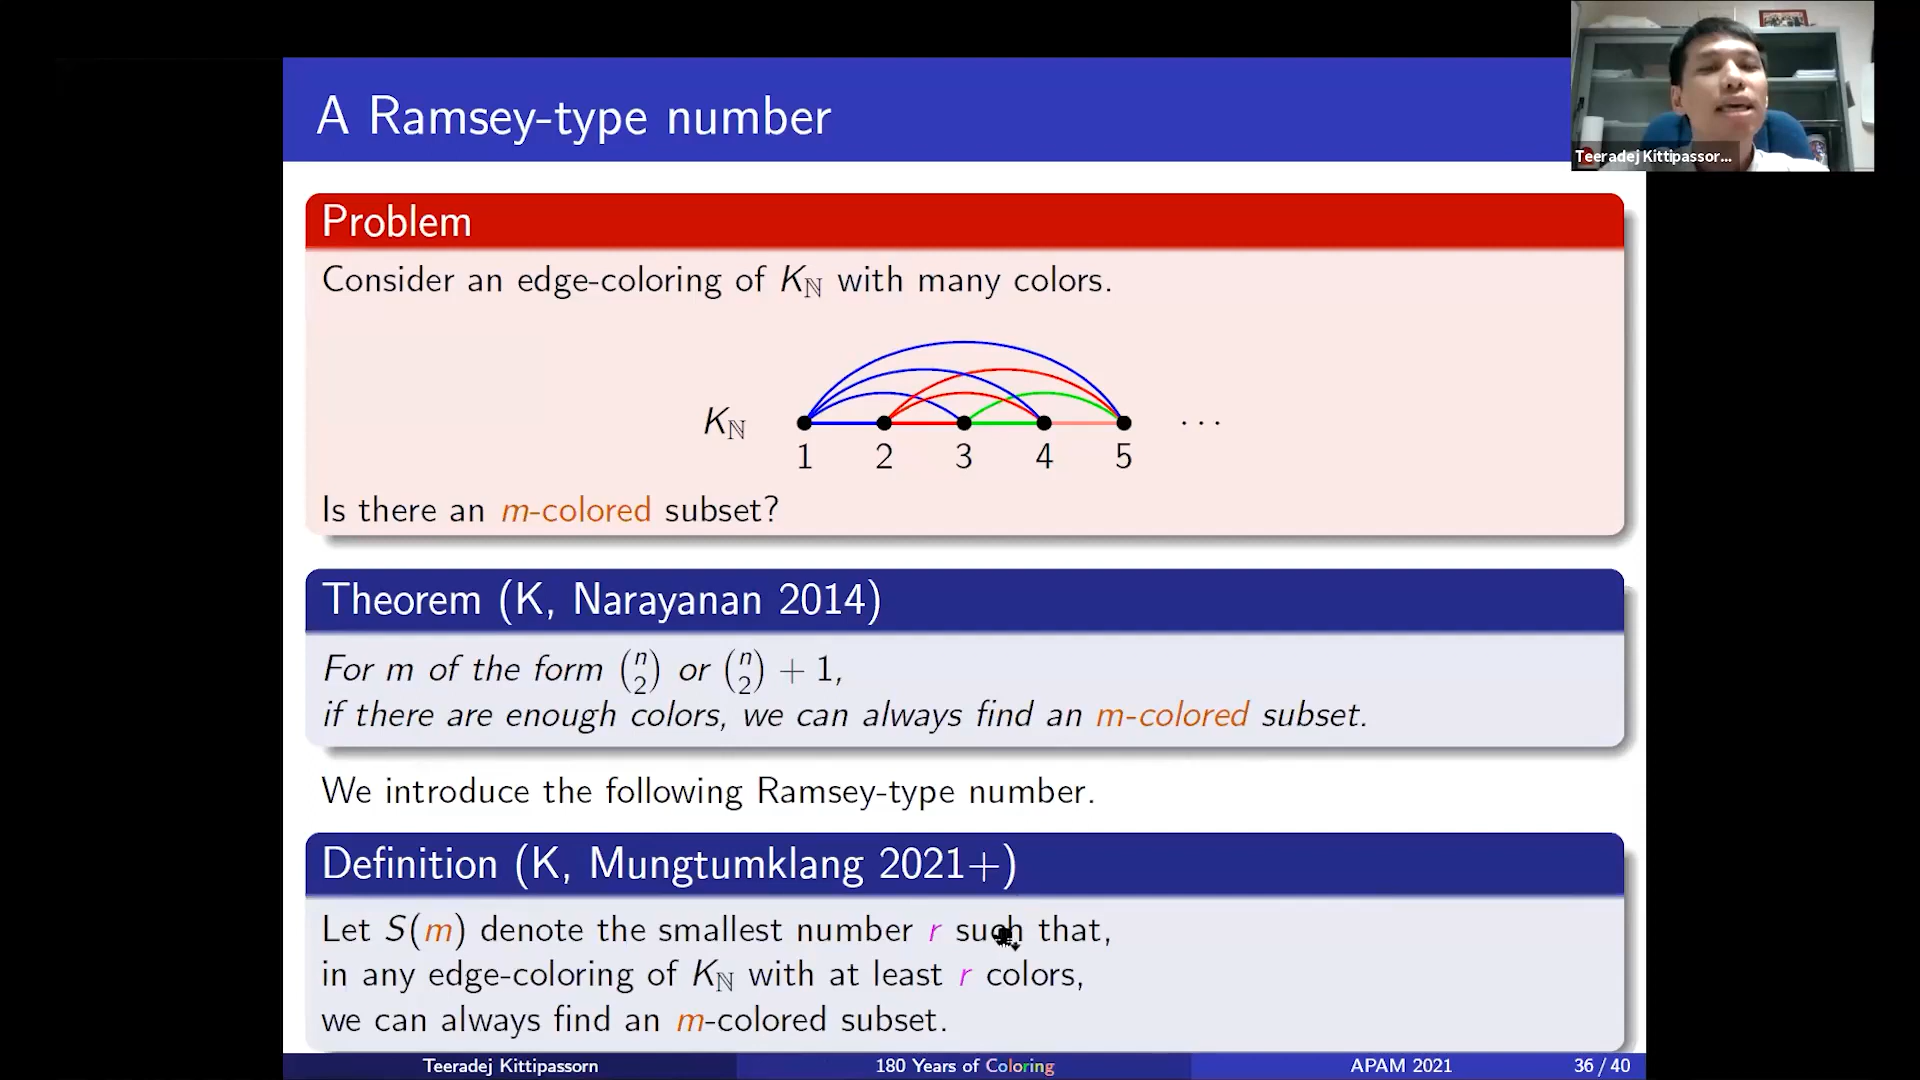 A Ramsey-type number
Teeradej Kittipassor...
Problem
Consider an edge-coloring of K_ℕ with many colors.
K_ℕ
1 2 3 4 5 ...
Is there an m-colored subset?
Theorem (K, Narayanan 2014)
For m of the form (n 2) or (n 2) + 1,
if there are enough colors, we can always find an m-colored subset.
We introduce the following Ramsey-type number.
Definition (K, Mungtumklang 2021+)
Let S(m) denote the smallest number r such that,
in any edge-coloring of K_ℕ with at least r colors,
we can always find an m-colored subset.
Teeradej Kittipassorn 180 Years of Coloring APAM 2021 36 / 40